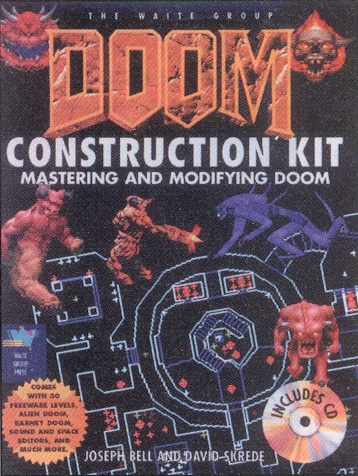 THE WAITE GROUP
DOOM
CONSTRUCTION KIT
MASTERING AND MODIFYING DOOM
WAITE
GROUP
PRESS
COMES
WITH 30
FREEWARE LEVELS,
ALIEN DOOM,
BARNEY DOOM,
SOUND AND SPACE
EDITORS, AND
MUCH MORE.
INCLUDES CD
JOSEPH BELL AND DAVID SKREDE